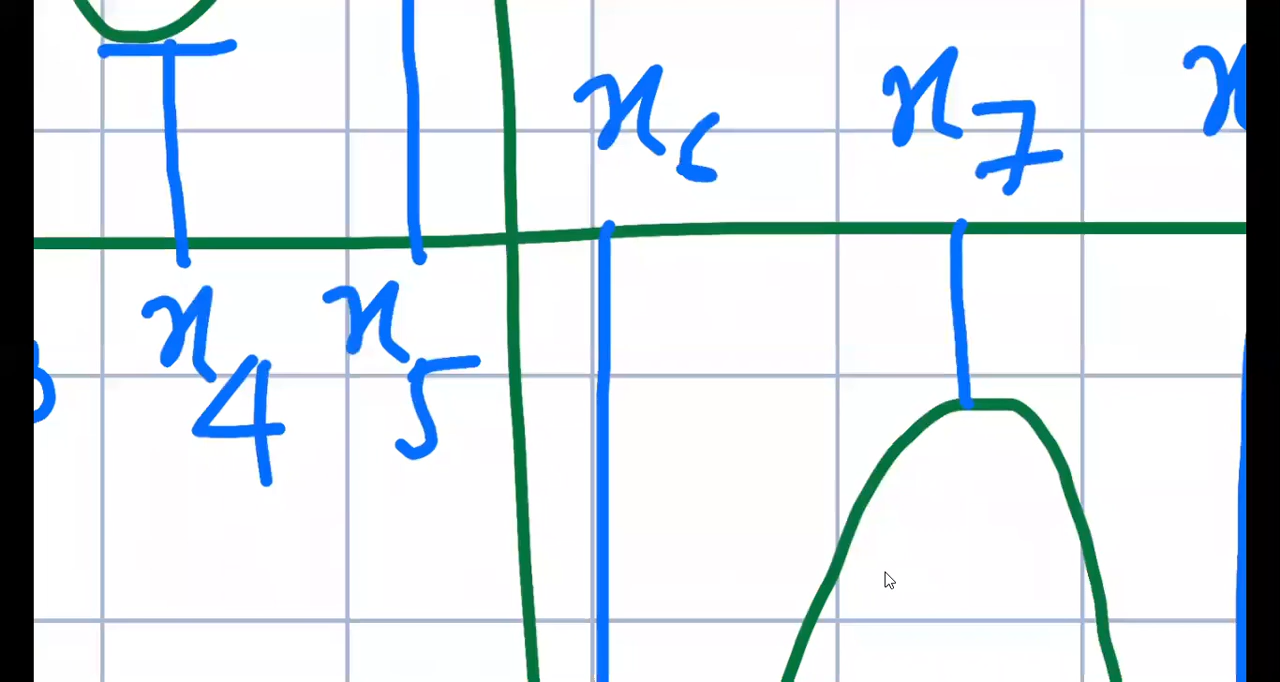 x₆ x₇ x
x₄ x₅